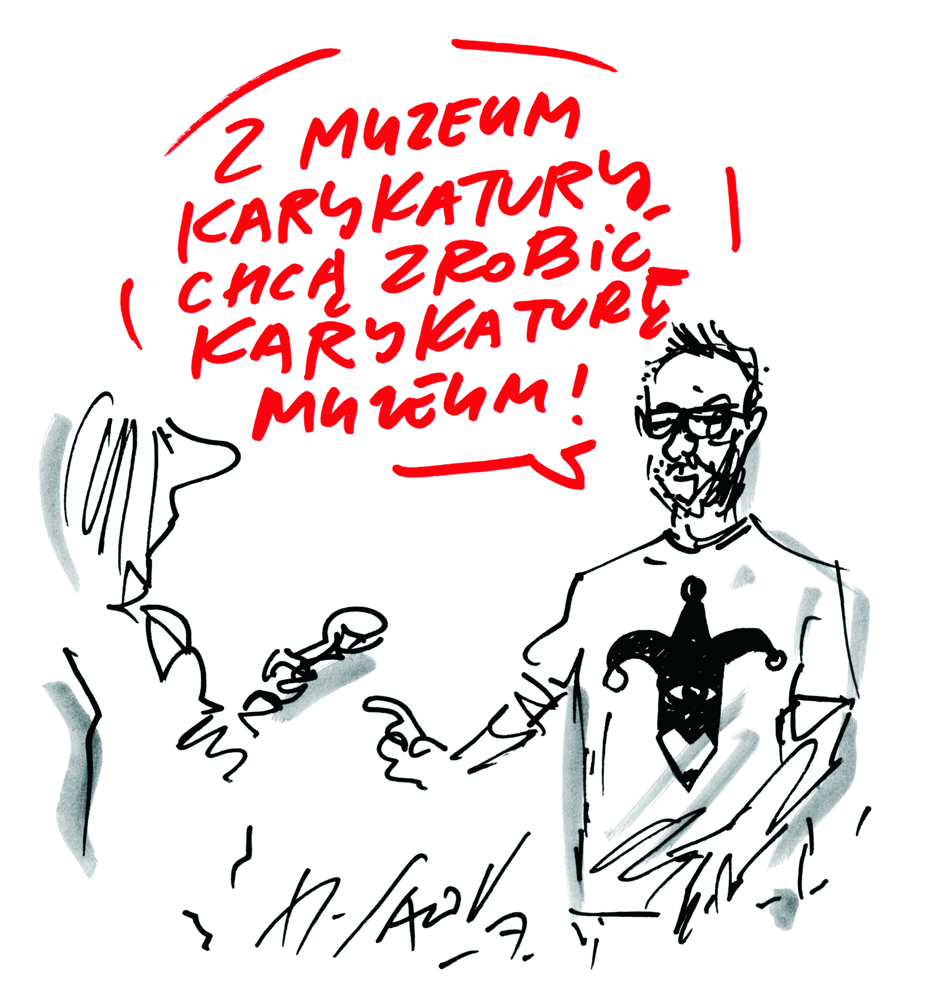 Z MUZEUM
KARYKATURY
CHCĄ ZROBIĆ
KARYKATURĘ
MUZEUM!